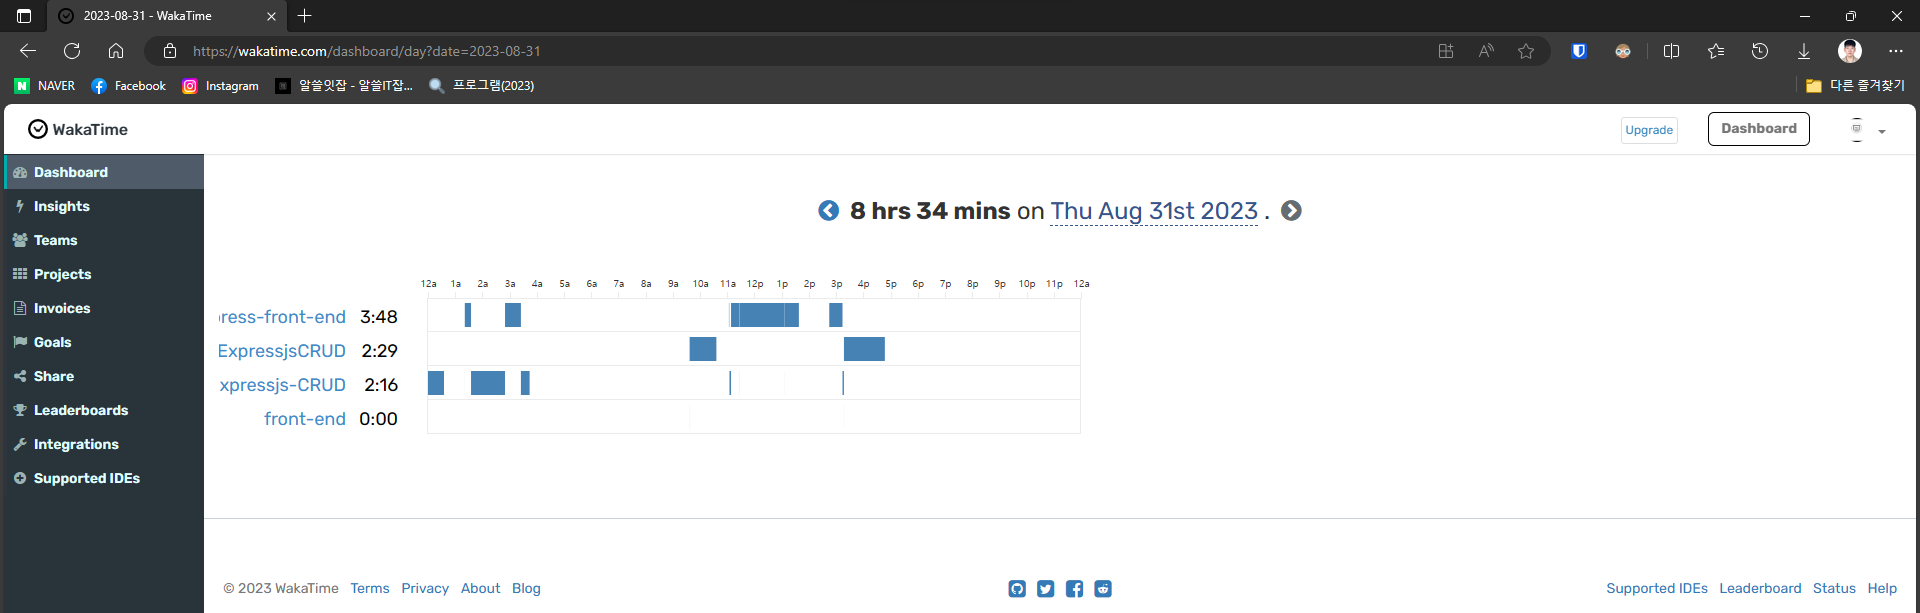 2023-08-31 - WakaTime
https://wakatime.com/dashboard/day?date=2023-08-31
NAVER Facebook Instagram 알쓸잇잡 - 알쓸IT잡... 프로그램(2023) 다른 즐겨찾기
WakaTime Upgrade Dashboard
Dashboard
Insights
Teams
Projects
Invoices
Goals
Share
Leaderboards
Integrations
Supported IDEs
8 hrs 34 mins on Thu Aug 31st 2023 .
12a 1a 2a 3a 4a 5a 6a 7a 8a 9a 10a 11a 12p 1p 2p 3p 4p 5p 6p 7p 8p 9p 10p 11p 12a
ress-front-end 3:48
ExpressjsCRUD 2:29
xpressjs-CRUD 2:16
front-end 0:00
© 2023 WakaTime Terms Privacy About Blog Supported IDEs Leaderboard Status Help